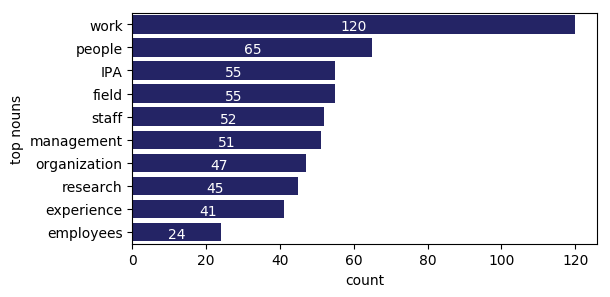 work 120
people 65
IPA 55
field 55
staff 52
management 51
organization 47
research 45
experience 41
employees 24
top nouns
0 20 40 60 80 100 120
count